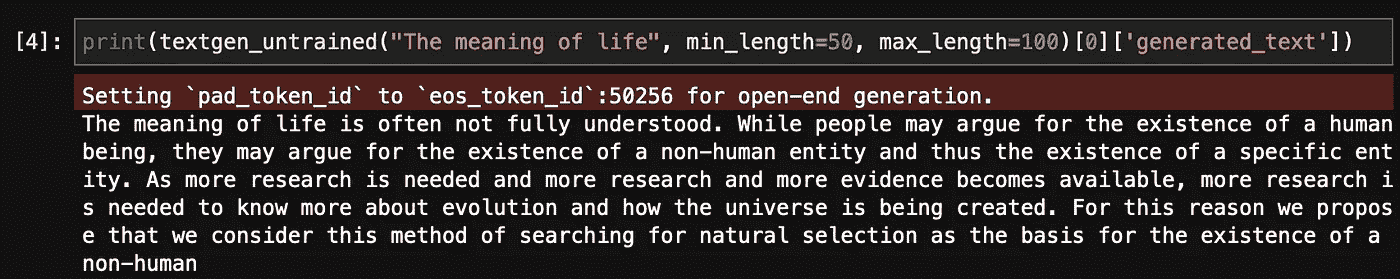 [4]: print(textgen_untrained("The meaning of life", min_length=50, max_length=100)[0]['generated_text'])
Setting `pad_token_id` to `eos_token_id`:50256 for open-end generation.
The meaning of life is often not fully understood. While people may argue for the existence of a human
being, they may argue for the existence of a non-human entity and thus the existence of a specific ent
ity. As more research is needed and more research and more evidence becomes available, more research i
s needed to know more about evolution and how the universe is being created. For this reason we propos
e that we consider this method of searching for natural selection as the basis for the existence of a
non-human